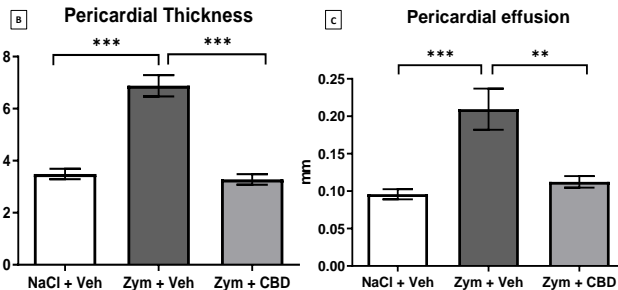 B
Pericardial Thickness
***
***
8
6
4
2
0
NaCl + Veh
Zym + Veh
Zym + CBD
C
Pericardial effusion
***
**
mm
0.25
0.20
0.15
0.10
0.05
0.00
NaCl + Veh
Zym + Veh
Zym + CBD